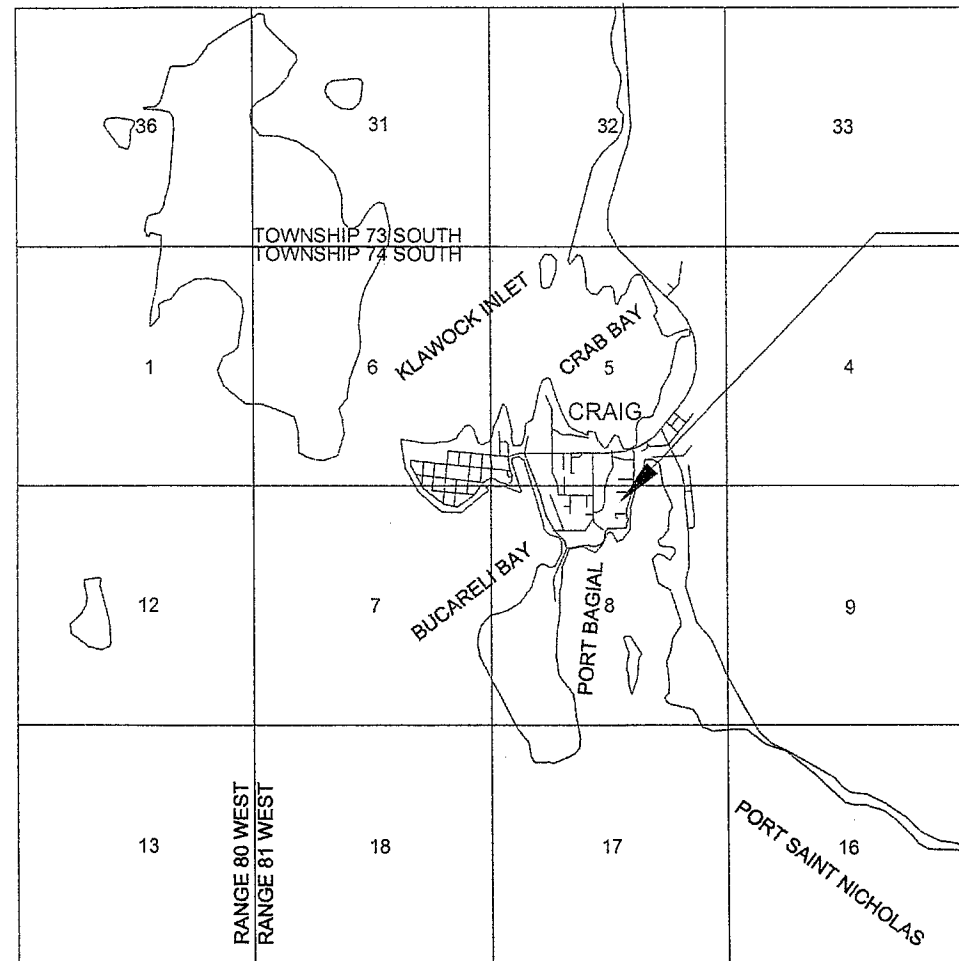 36
31
32
33
TOWNSHIP 73 SOUTH
TOWNSHIP 74 SOUTH
KLAWOCK INLET
CRAB BAY
1
6
5
4
CRAIG
12
7
BUCARELI BAY
PORT BAGIAL
8
9
13
RANGE 80 WEST
RANGE 81 WEST
18
17
16
PORT SAINT NICHOLAS